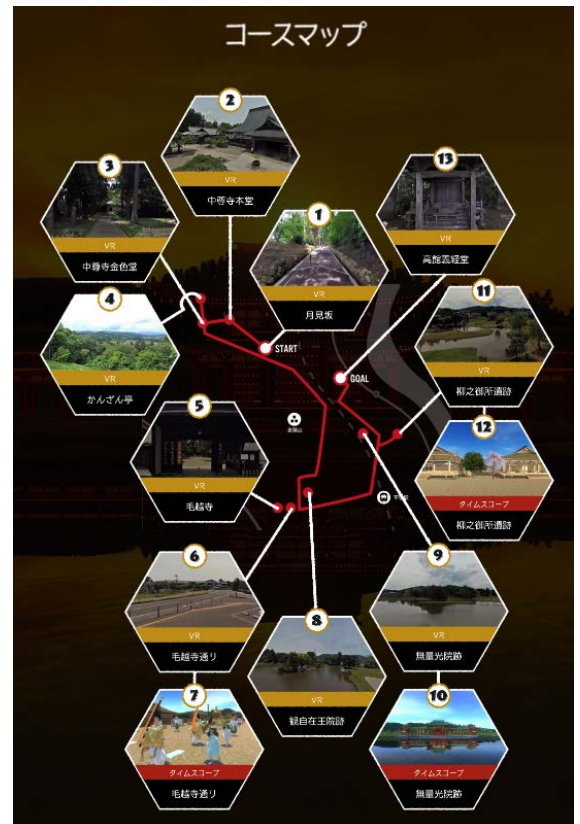 コースマップ
2
VR
中尊寺本堂
3
VR
中尊寺金色堂
13
VR
高館義経堂
1
VR
月見坂
4
VR
かんざん亭
11
VR
柳之御所遺跡
START
GOAL
5
VR
毛越寺
12
タイムスコープ
柳之御所遺跡
6
VR
毛越寺通り
8
VR
観自在王院跡
9
VR
無量光院跡
7
タイムスコープ
毛越寺通り
10
タイムスコープ
無量光院跡